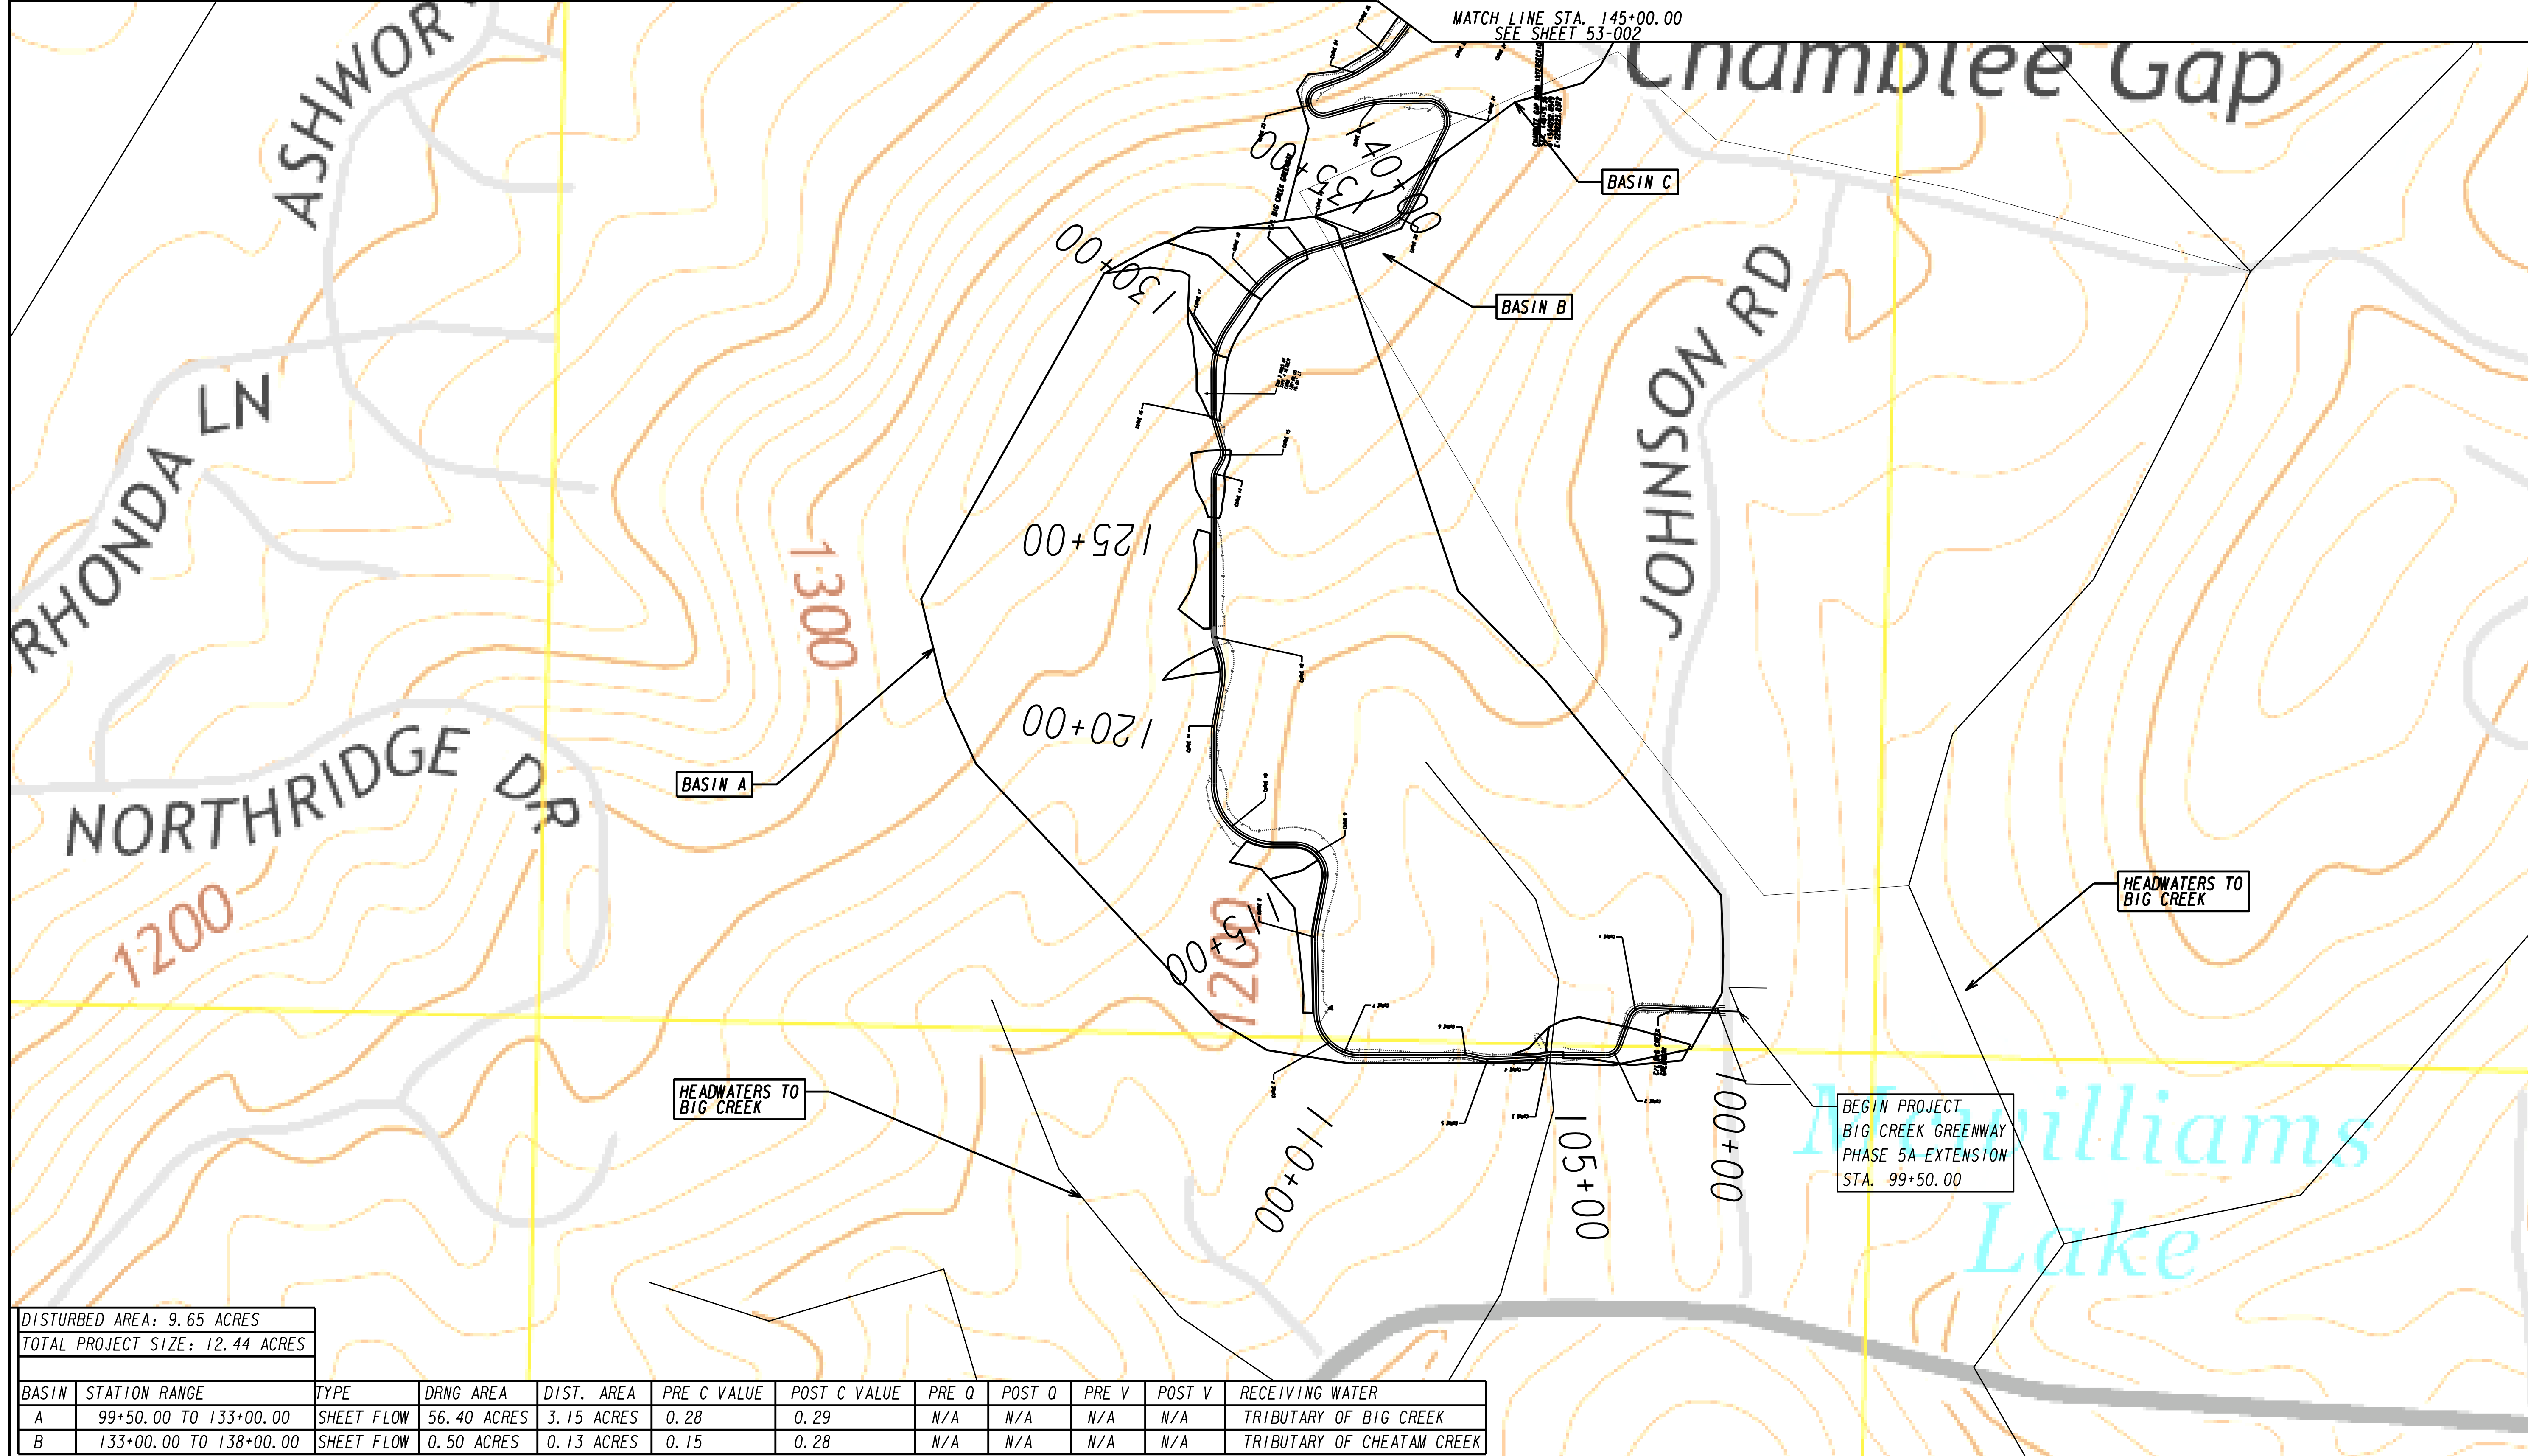 MATCH LINE STA. 145+00.00
SEE SHEET 53-002
Chamblee Gap
BASIN C
C/L BIG CREEK GREENWAY
135+00
140+00
130+00
BASIN B
JOHNSON RD
RHONDA LN
125+00
1300
120+00
BASIN A
NORTHRIDGE DR
1200
115+00
1200
HEADWATERS TO
BIG CREEK
C/L BIG CREEK
GREENWAY
HEADWATERS TO
BIG CREEK
100+00
105+00
110+00
BEGIN PROJECT
BIG CREEK GREENWAY
PHASE 5A EXTENSION
STA. 99+50.00
Mcwilliams
Lake
DISTURBED AREA: 9.65 ACRES
TOTAL PROJECT SIZE: 12.44 ACRES
BASIN STATION RANGE TYPE DRNG AREA DIST. AREA PRE C VALUE POST C VALUE PRE Q POST Q PRE V POST V RECEIVING WATER
A 99+50.00 TO 133+00.00 SHEET FLOW 56.40 ACRES 3.15 ACRES 0.28 0.29 N/A N/A N/A N/A TRIBUTARY OF BIG CREEK
B 133+00.00 TO 138+00.00 SHEET FLOW 0.50 ACRES 0.13 ACRES 0.15 0.28 N/A N/A N/A N/A TRIBUTARY OF CHEATAM CREEK